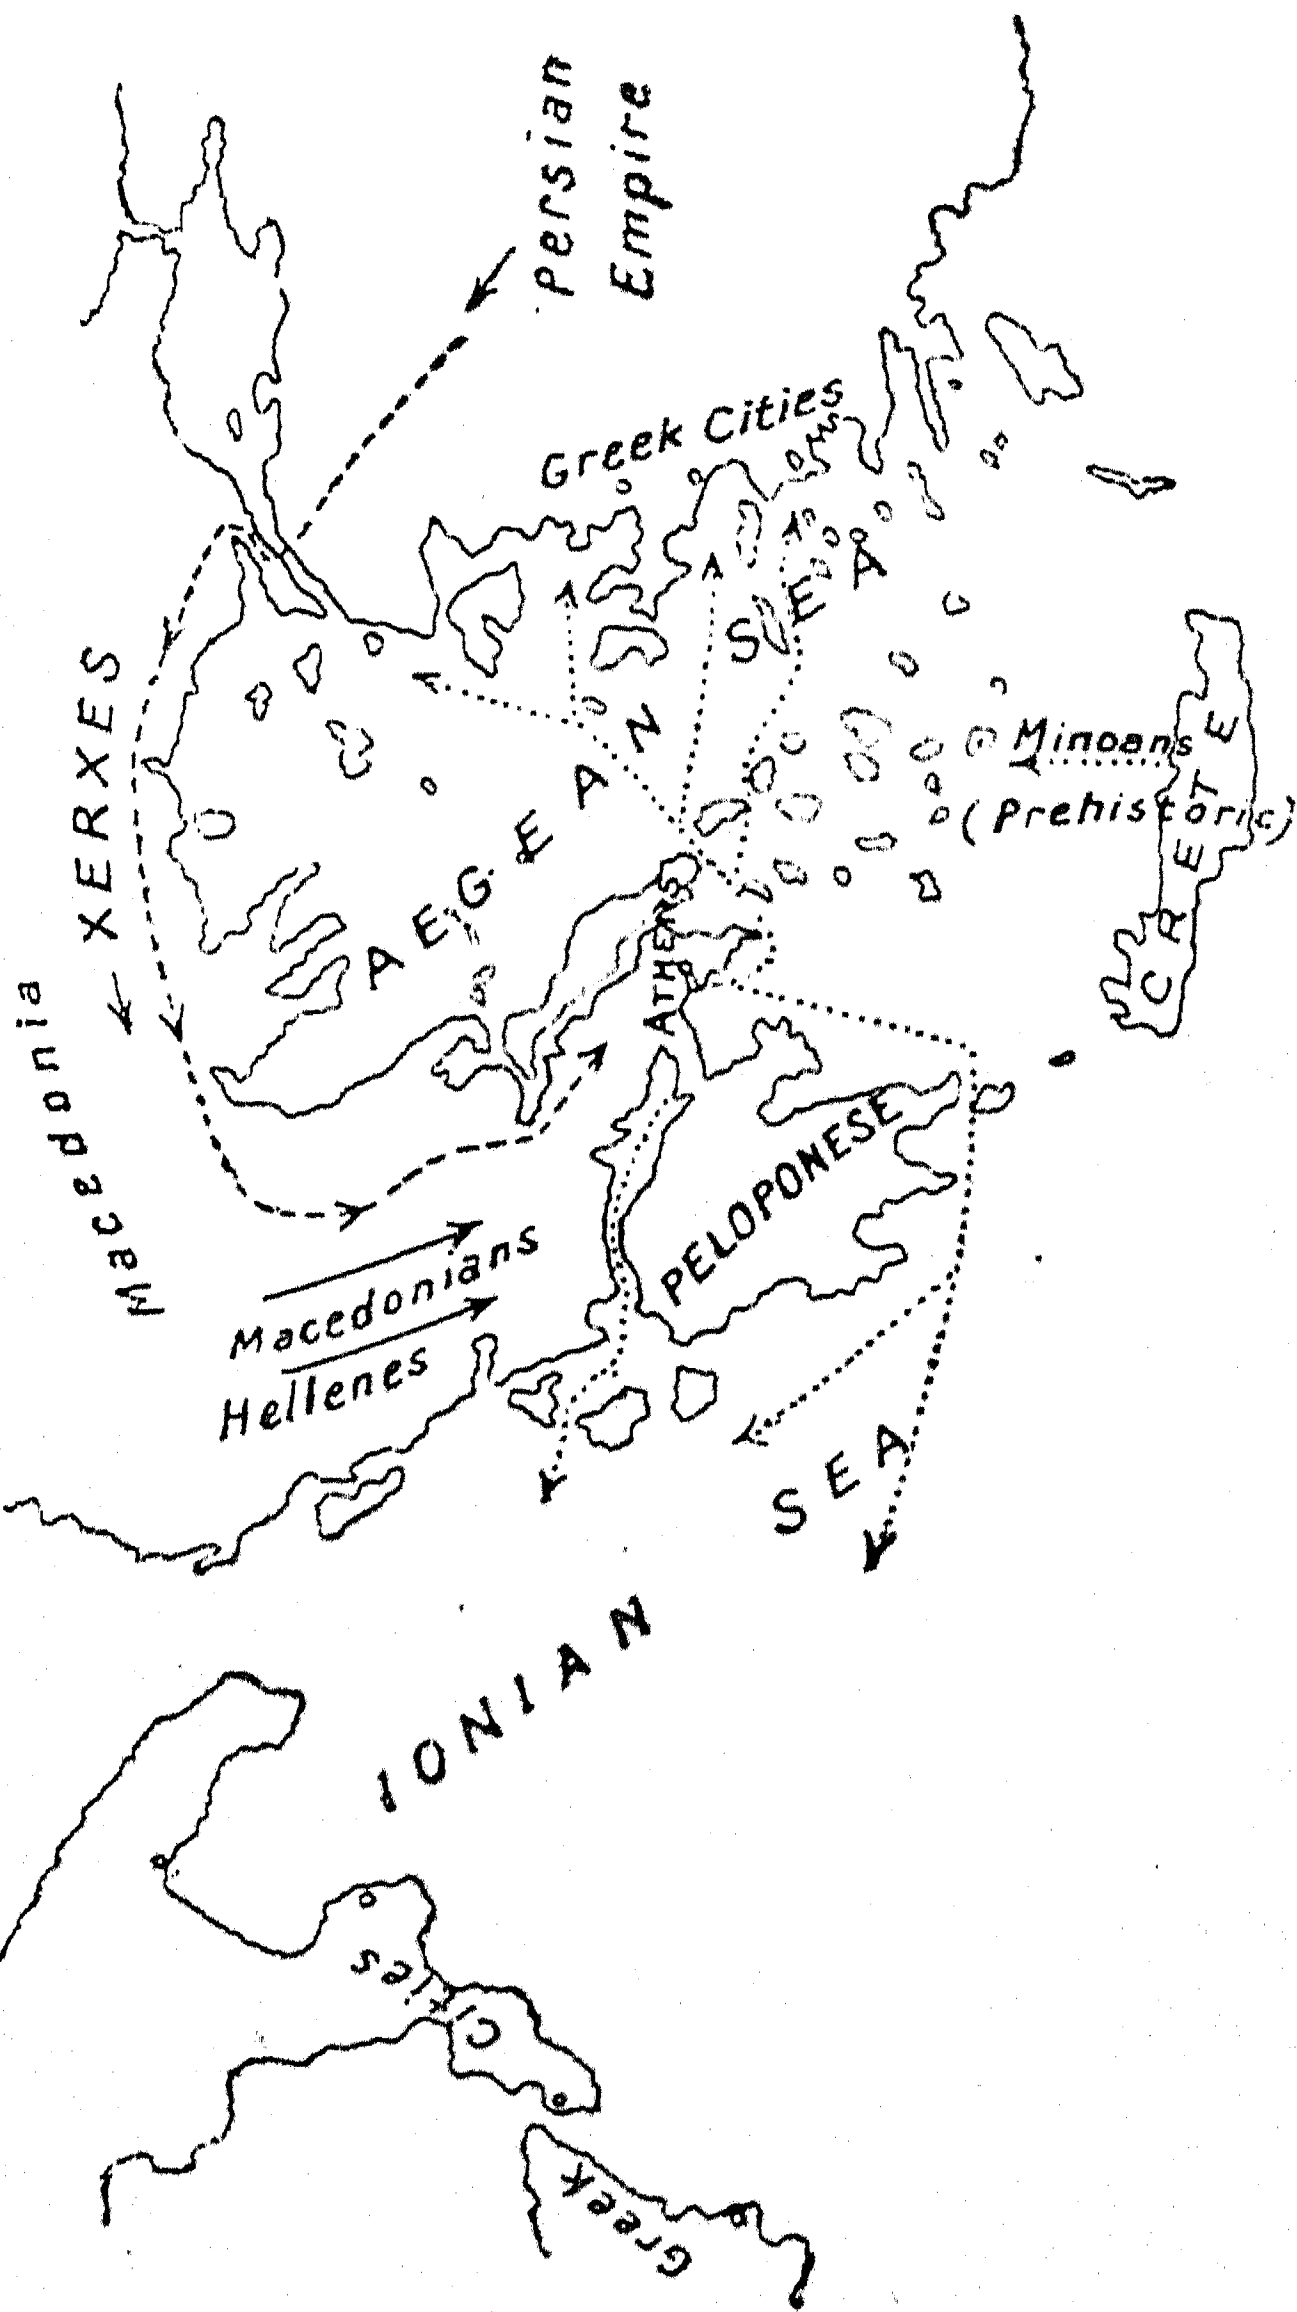 Macedonia
← XERXES
Persian
Empire
Macedonians
Hellenes
Greek Cities
AEGEAN SEA
ATHENS
PELOPONESE
IONIAN SEA
Minoans
(Prehistoric)
CRETE
Greek Cities